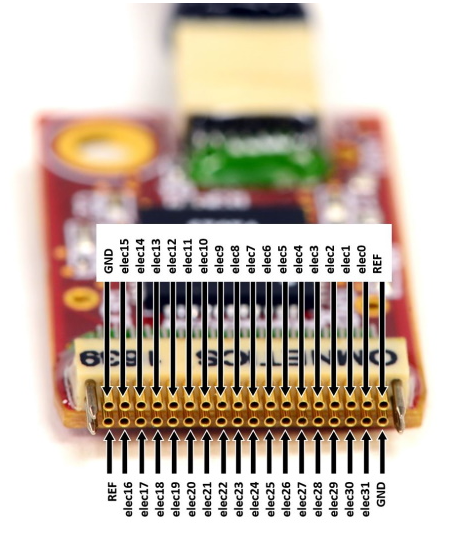 GND
elec15
elec14
elec13
elec12
elec11
elec10
elec9
elec8
elec7
elec6
elec5
elec4
elec3
elec2
elec1
elec0
REF
OMNETICS 1639
REF
elec16
elec17
elec18
elec19
elec20
elec21
elec22
elec23
elec24
elec25
elec26
elec27
elec28
elec29
elec30
elec31
GND